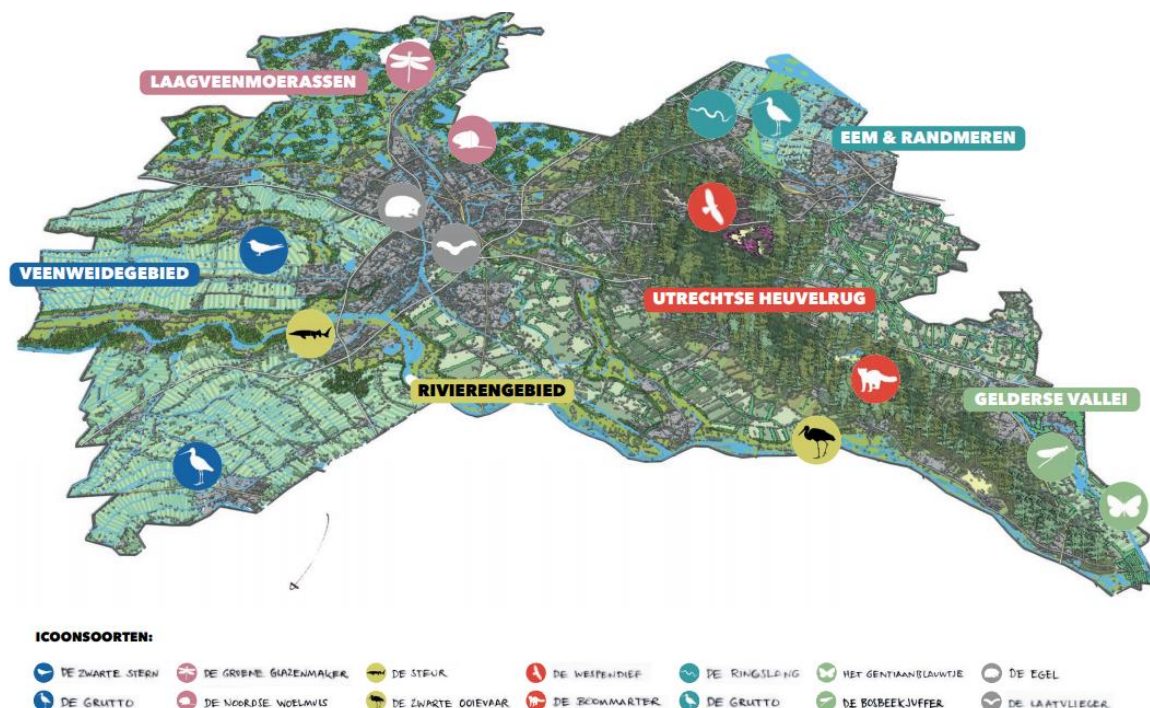 LAAGVEENMOERASSEN
EEM & RANDMEREN
VEENWEIDEGEBIED
UTRECHTSE HEUVELRUG
RIVIERENGEBIED
GELDERSE VALLEI
ICOONSOORTEN:
DE ZWARTE STERN DE GROENE GLAZENMAKER DE STEUR DE WESPENDIEF DE RINGSLANG HET GENTIAANBLAUWTJE DE EGEL
DE GRUTTO DE NOORDSE WOELMUIS DE ZWARTE OOIEVAAR DE BOOMMARTER DE GRUTTO DE BOSBEEKJUFFER DE LAATVLIEGER